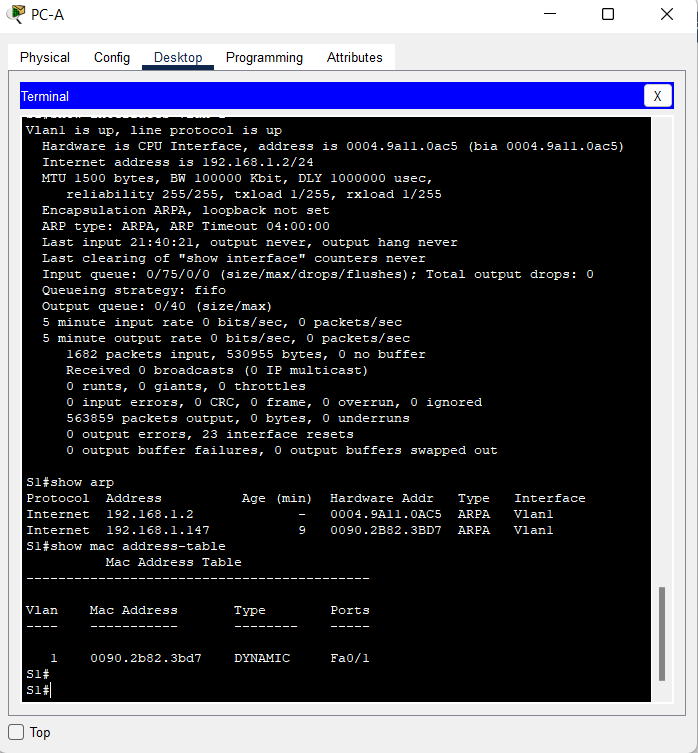 PC-A
Physical Config Desktop Programming Attributes
Terminal X
Vlan1 is up, line protocol is up
  Hardware is CPU Interface, address is 0004.9a11.0ac5 (bia 0004.9a11.0ac5)
  Internet address is 192.168.1.2/24
  MTU 1500 bytes, BW 100000 Kbit, DLY 1000000 usec,
     reliability 255/255, txload 1/255, rxload 1/255
  Encapsulation ARPA, loopback not set
  ARP type: ARPA, ARP Timeout 04:00:00
  Last input 21:40:21, output never, output hang never
  Last clearing of "show interface" counters never
  Input queue: 0/75/0/0 (size/max/drops/flushes); Total output drops: 0
  Queueing strategy: fifo
  Output queue: 0/40 (size/max)
  5 minute input rate 0 bits/sec, 0 packets/sec
  5 minute output rate 0 bits/sec, 0 packets/sec
     1682 packets input, 530955 bytes, 0 no buffer
     Received 0 broadcasts (0 IP multicast)
     0 runts, 0 giants, 0 throttles
     0 input errors, 0 CRC, 0 frame, 0 overrun, 0 ignored
     563859 packets output, 0 bytes, 0 underruns
     0 output errors, 23 interface resets
     0 output buffer failures, 0 output buffers swapped out
S1#show arp
Protocol  Address          Age (min)  Hardware Addr   Type   Interface
Internet  192.168.1.2             -   0004.9A11.0AC5  ARPA   Vlan1
Internet  192.168.1.147           9   0090.2B82.3BD7  ARPA   Vlan1
S1#show mac address-table
          Mac Address Table
-------------------------------------------
Vlan    Mac Address       Type        Ports
----    -----------       --------    -----
   1    0090.2b82.3bd7    DYNAMIC     Fa0/1
S1#
S1#
Top